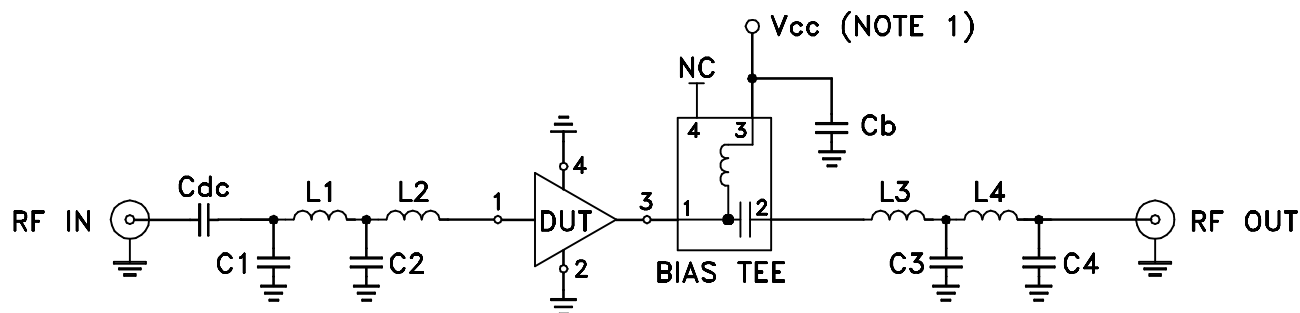 Vcc (NOTE 1)
NC
4 3
Cb
4
Cdc L1 L2 1 3 1 2 L3 L4
RF IN DUT RF OUT
C1 C2 2 C3 C4
BIAS TEE